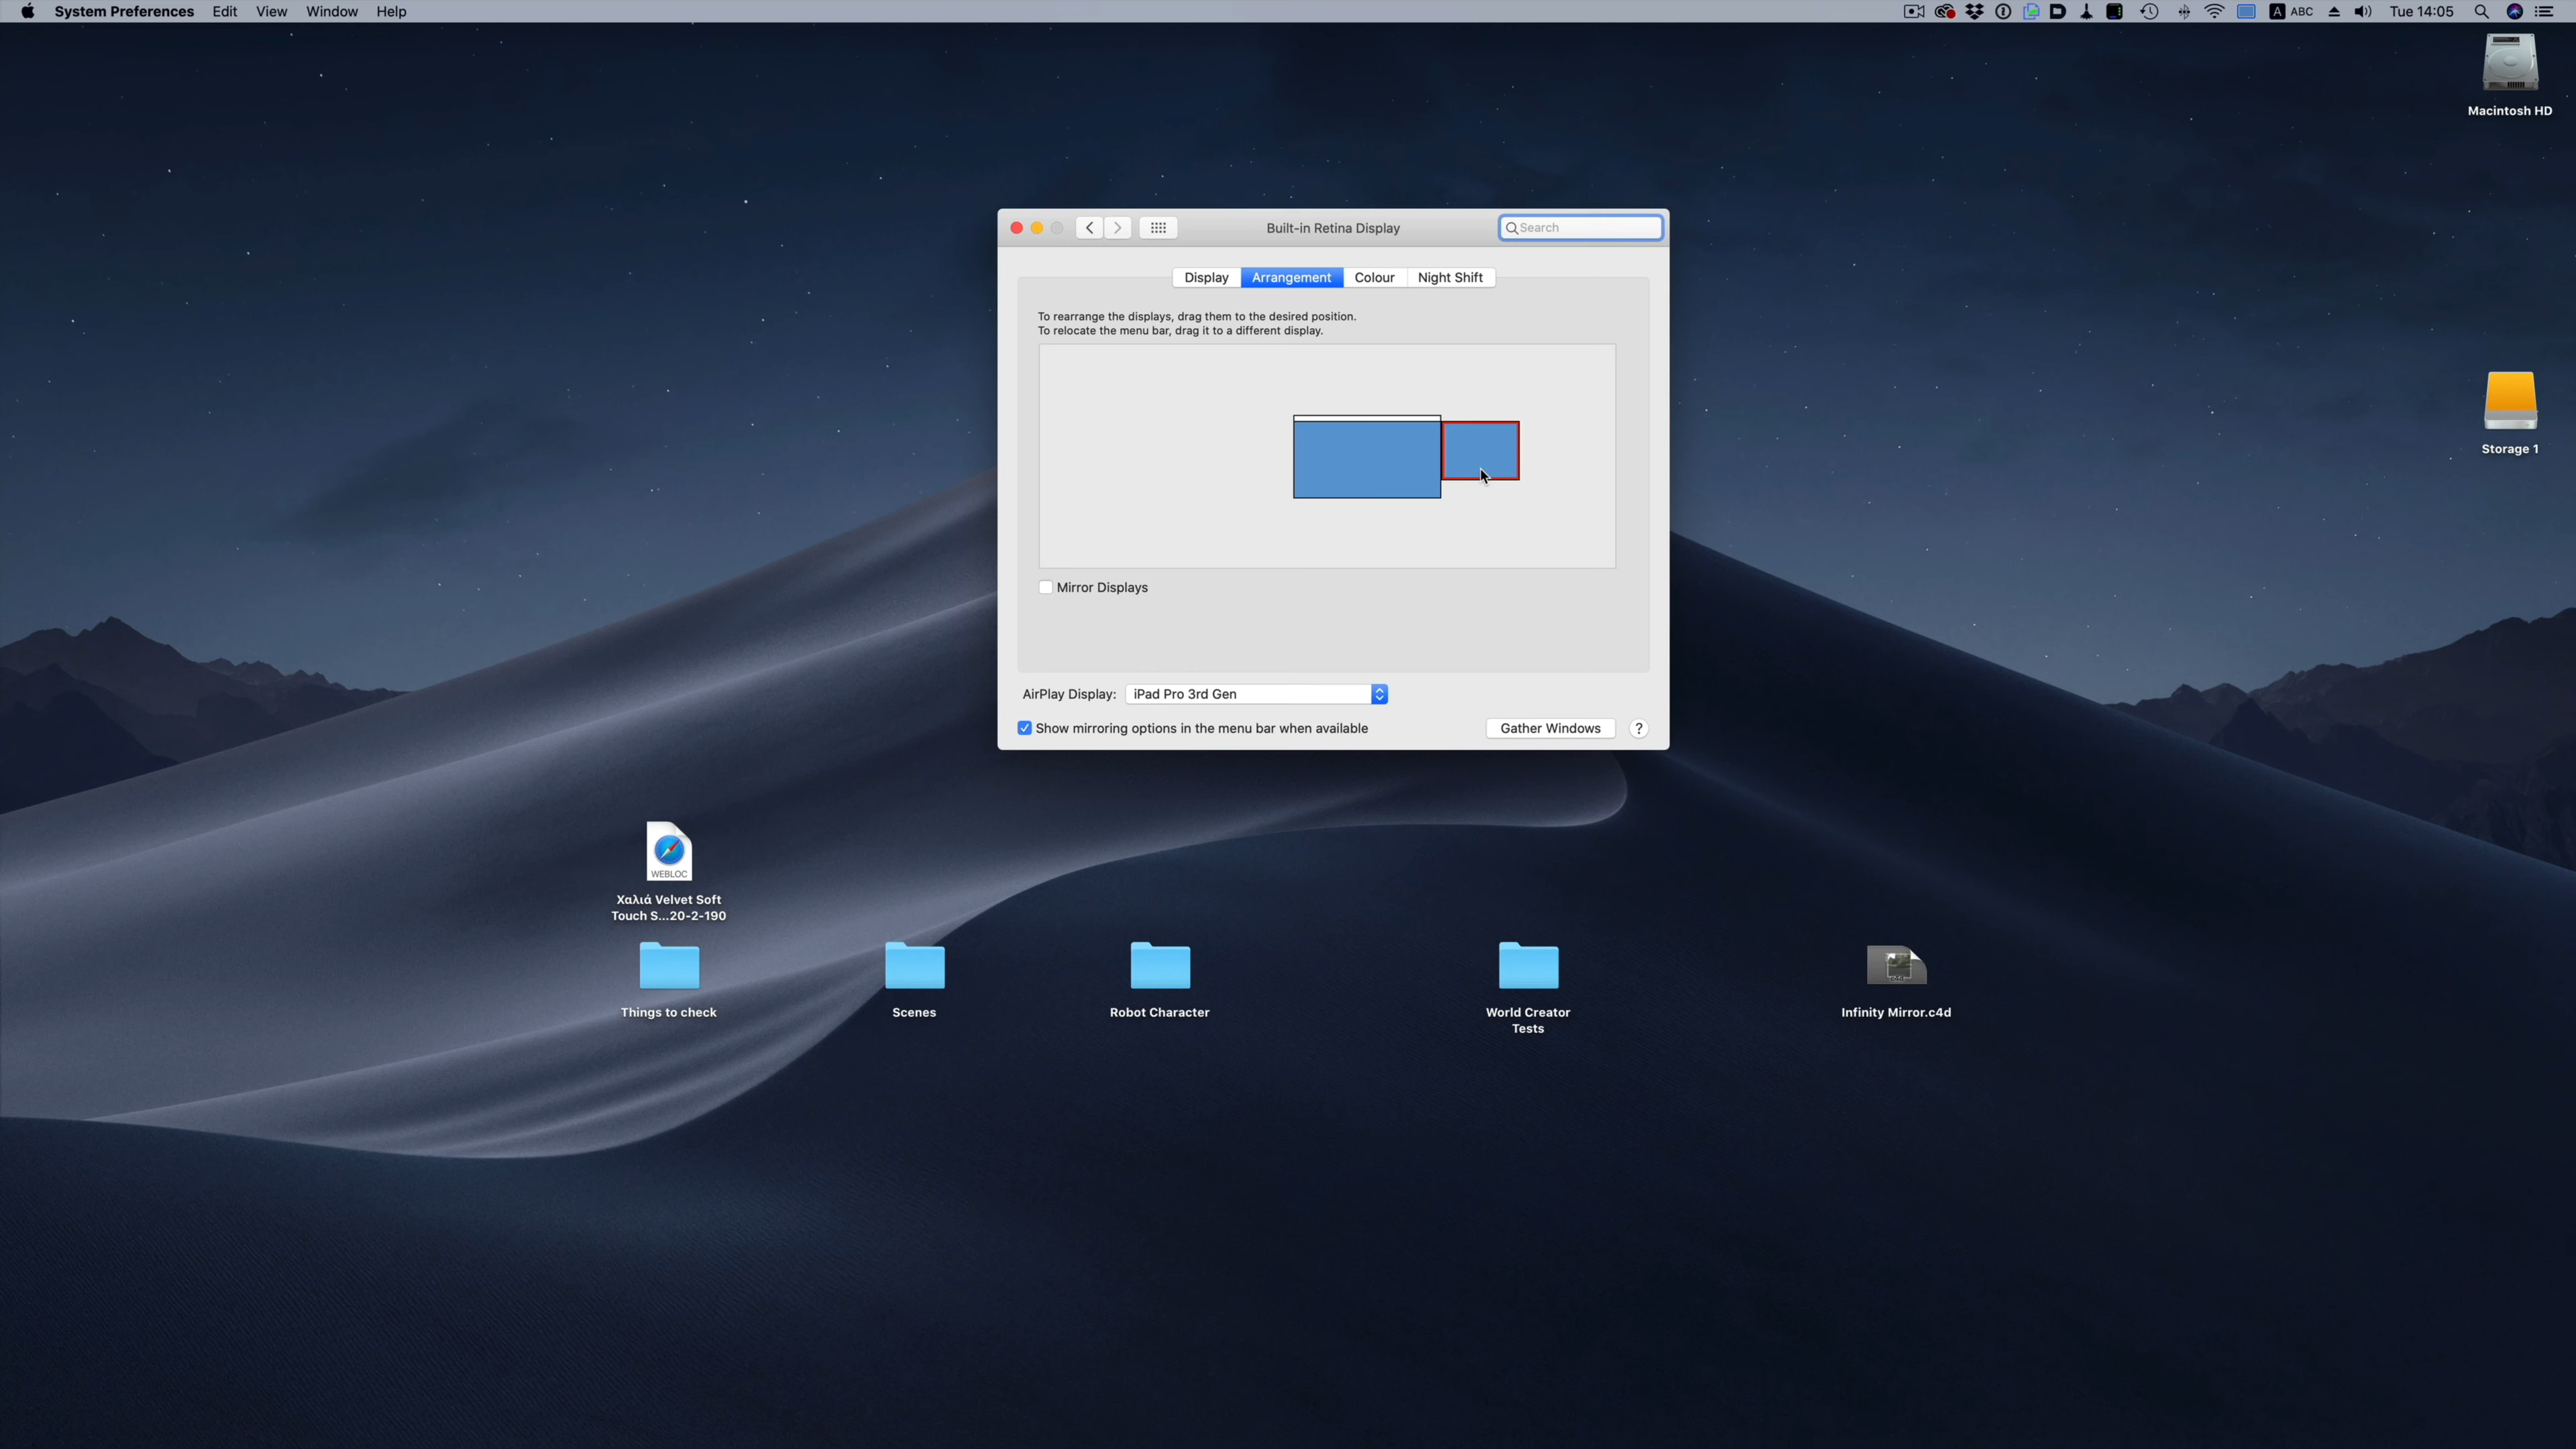 System Preferences Edit View Window Help
A ABC Tue 14:05
Macintosh HD
Built-in Retina Display
Search
Display Arrangement Colour Night Shift
To rearrange the displays, drag them to the desired position.
To relocate the menu bar, drag it to a different display.
Storage 1
Mirror Displays
AirPlay Display: iPad Pro 3rd Gen
Show mirroring options in the menu bar when available
Gather Windows ?
WEBLOC
Χαλιά Velvet Soft
Touch S...20-2-190
Things to check
Scenes
Robot Character
World Creator
Tests
Infinity Mirror.c4d